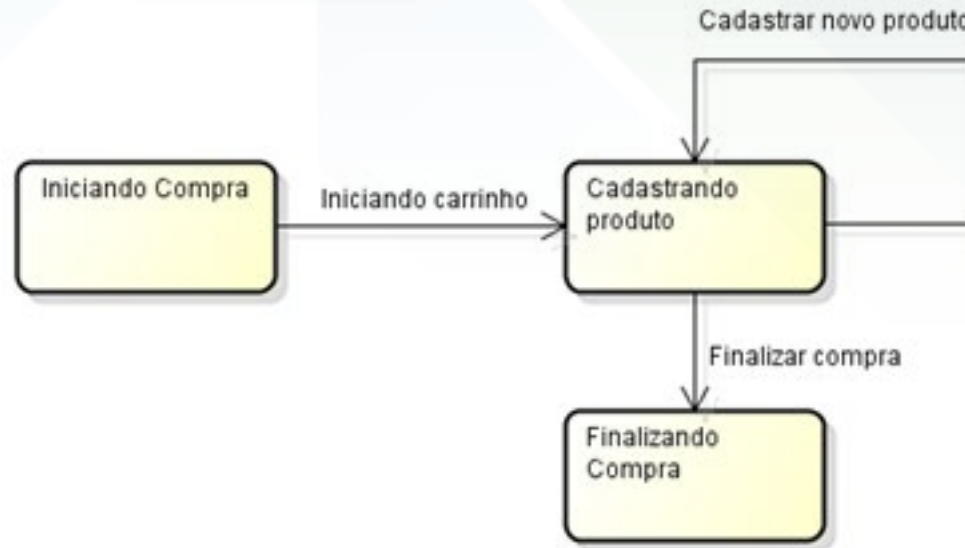 Cadastrar novo produto
Iniciando Compra
Iniciando carrinho
Cadastrando
produto
Finalizar compra
Finalizando
Compra